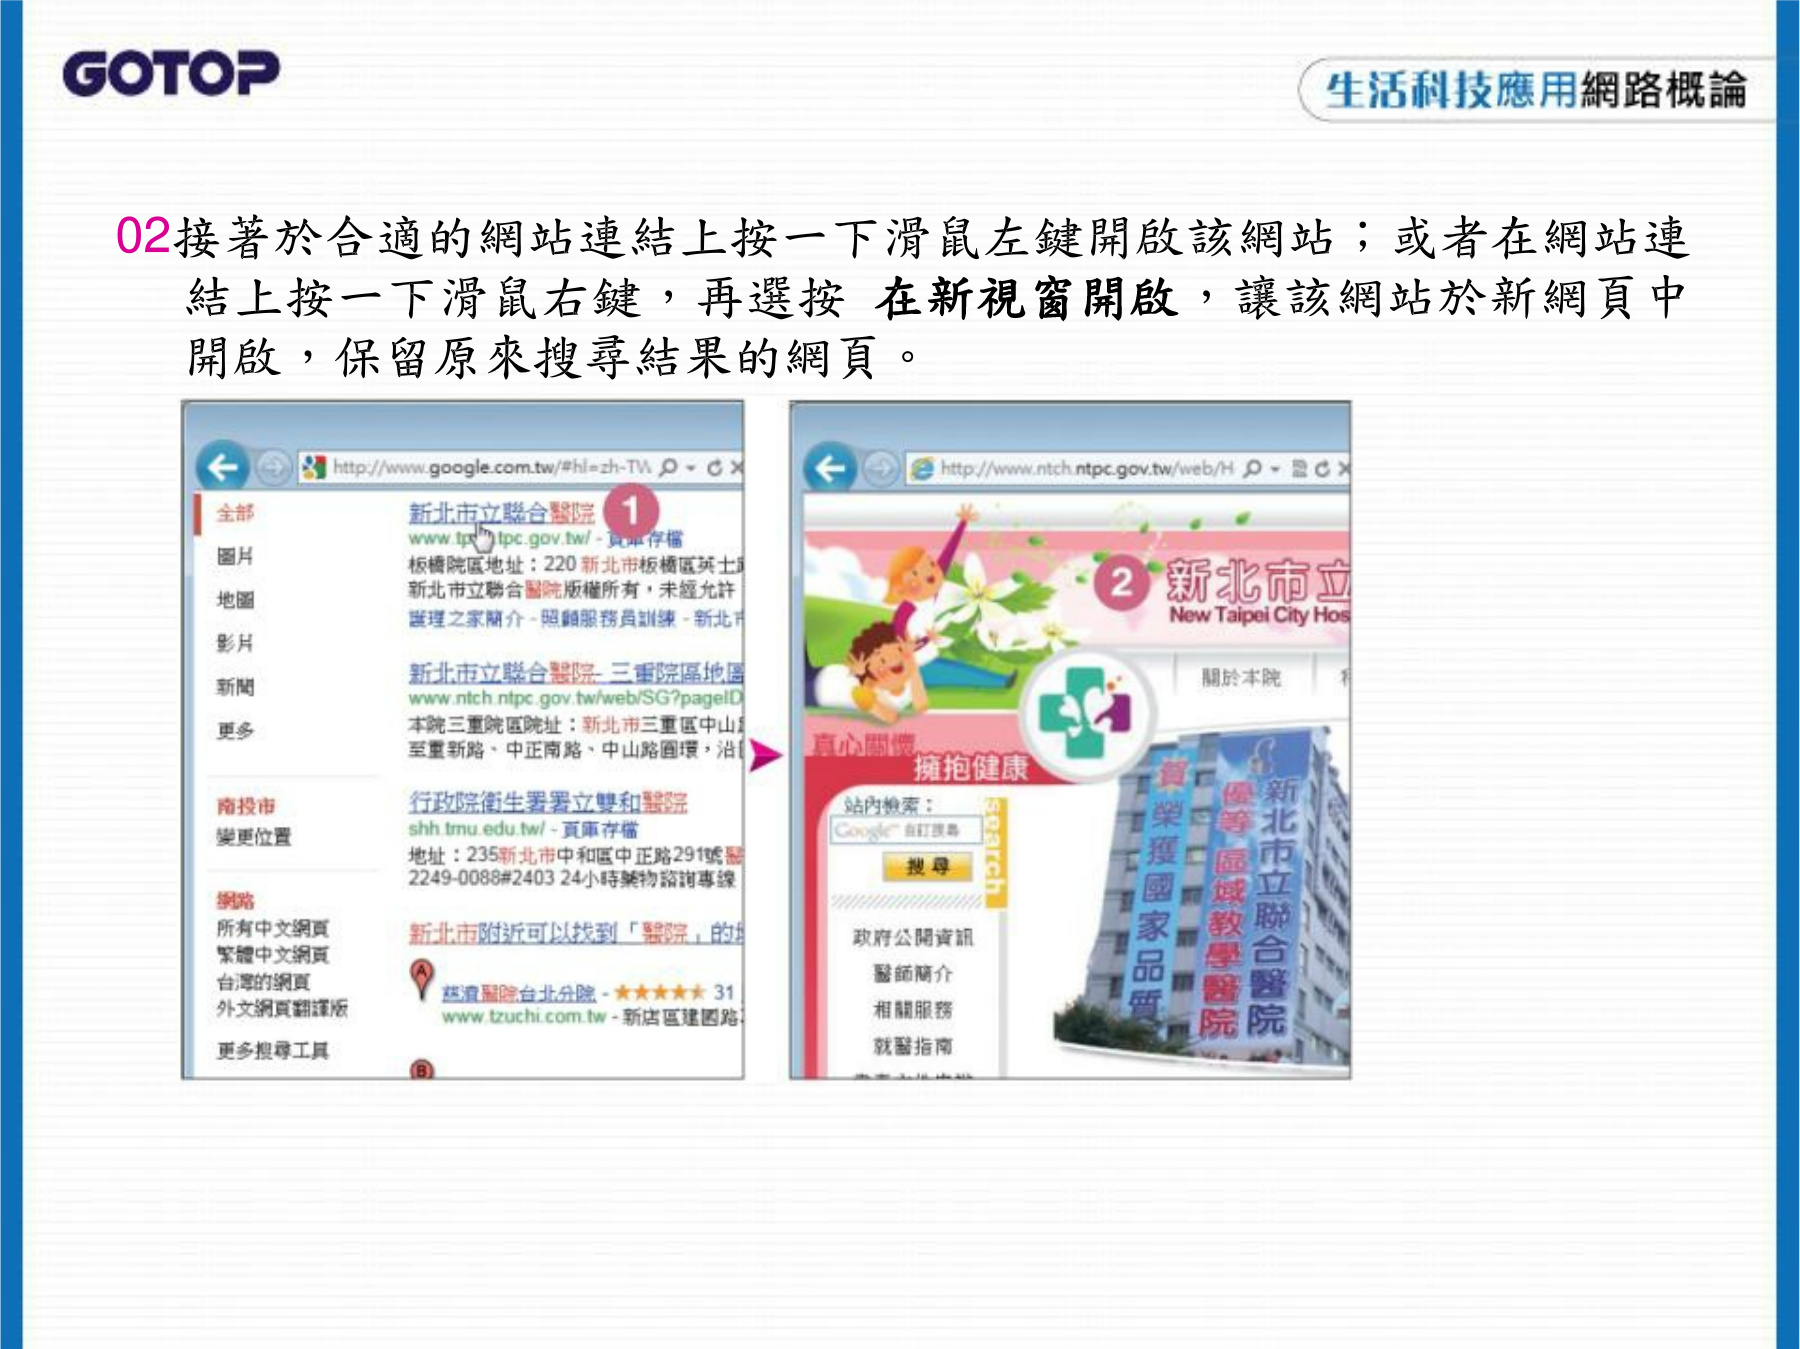 GOTOP
生活科技應用網路概論
02接著於合適的網站連結上按一下滑鼠左鍵開啟該網站；或者在網站連
結上按一下滑鼠右鍵，再選按 在新視窗開啟，讓該網站於新網頁中
開啟，保留原來搜尋結果的網頁。
http://www.google.com.tw/#hl=zh-TW
全部
圖片
地圖
影片
新聞
更多
南投市
變更位置
網路
所有中文網頁
繁體中文網頁
台灣的網頁
外文網頁翻譯版
更多搜尋工具
新北市立聯合醫院
1
www.tp tpc.gov.tw/ - 頁庫存檔
板橋院區地址：220 新北市板橋區英士
新北市立聯合醫院版權所有，未經允許
護理之家簡介 - 照顧服務員訓練 - 新北
新北市立聯合醫院- 三重院區地
www.ntch.ntpc.gov.tw/web/SG?pageID
本院三重院區院址：新北市三重區中山
至重新路、中正南路、中山路圓環，沿
行政院衛生署署立雙和醫院
shh.tmu.edu.tw/ - 頁庫存檔
地址：235新北市中和區中正路291號
2249-0088#2403 24小時藥物諮詢專線
新北市附近可以找到「醫院」的
A
慈濟醫院台北分院 - 31
www.tzuchi.com.tw - 新店區建國路
B
http://www.ntch.ntpc.gov.tw/web/H
2
新北市立
New Taipei City Hos
關於本院
真心關懷
擁抱健康
站內檢索：
Google 自訂搜尋
搜尋
search
政府公開資訊
醫師簡介
相關服務
就醫指南
賀 榮獲國家品質
優等 區域教學醫院
新北市立聯合醫院